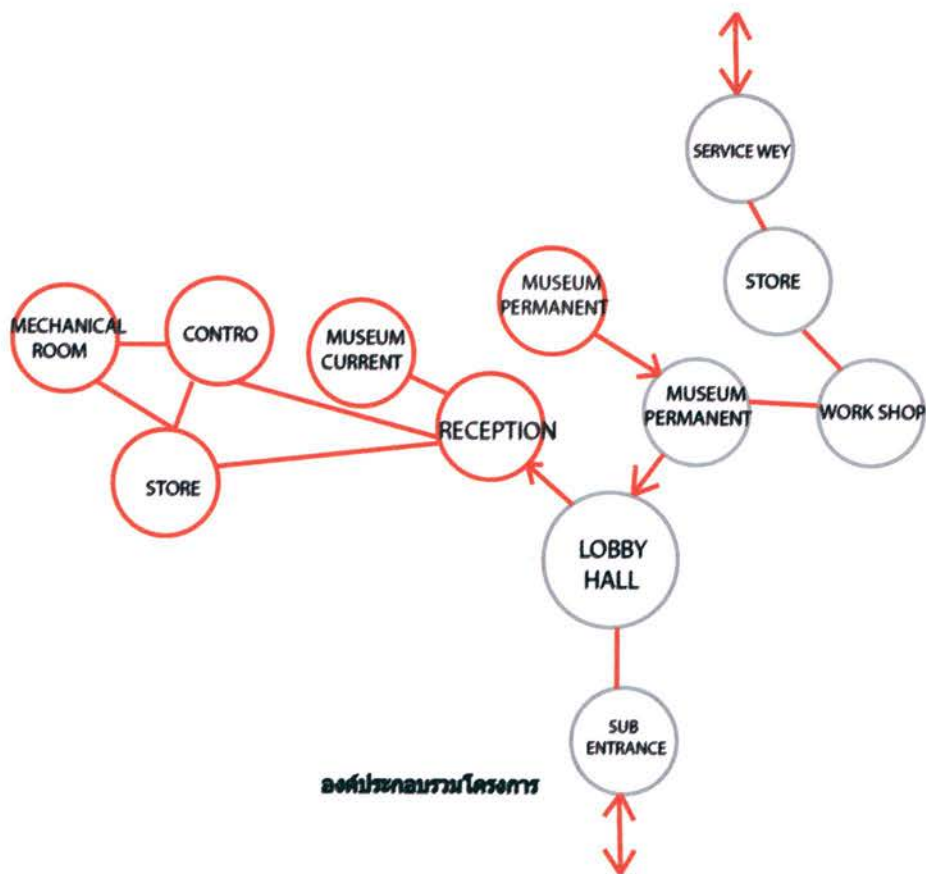 SERVICE WEY
STORE
MUSEUM
PERMANENT
MECHANICAL
ROOM
CONTRO
MUSEUM
CURRENT
MUSEUM
PERMANENT
WORK SHOP
RECEPTION
STORE
LOBBY
HALL
SUB
ENTRANCE
องค์ประกอบรวมโครงการ